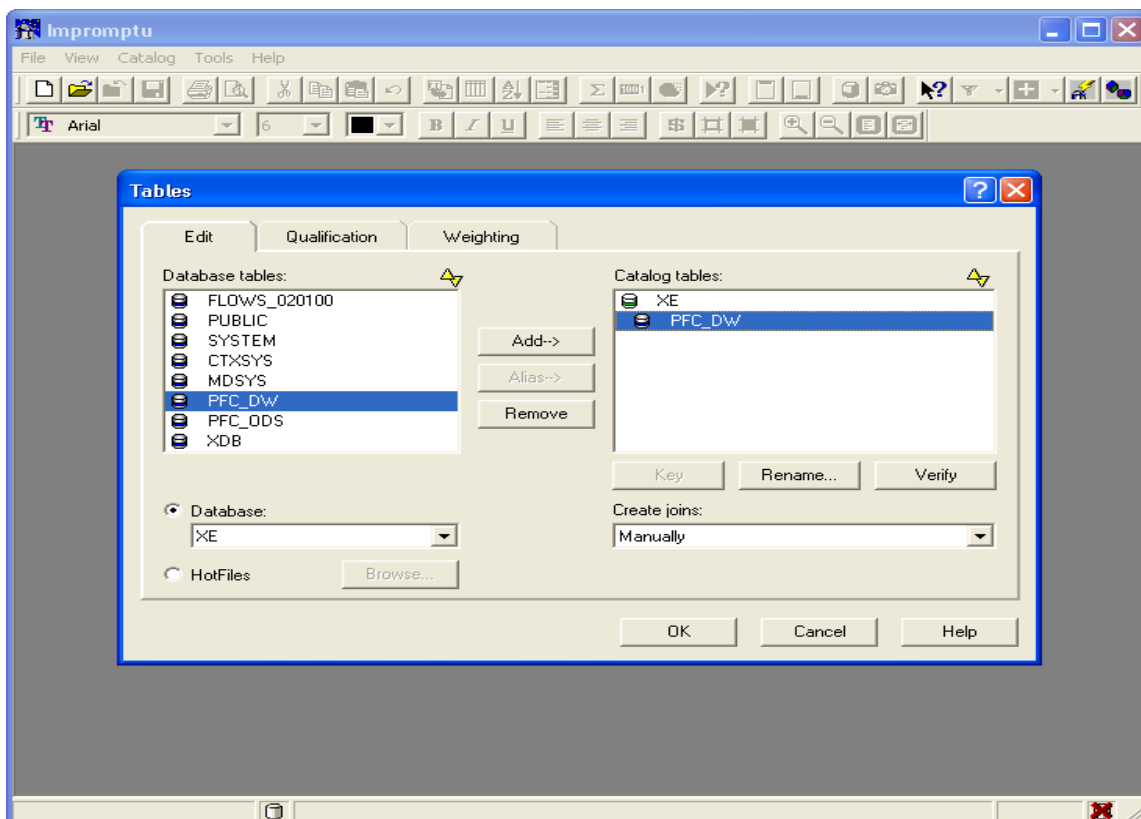 Impromptu
File View Catalog Tools Help
Arial 6 B I U
Tables
Edit Qualification Weighting
Database tables:
FLOWS_020100
PUBLIC
SYSTEM
CTXSYS
MDSYS
PFC_DW
PFC_ODS
XDB
Add-->
Alias-->
Remove
Catalog tables:
XE
PFC_DW
Key Rename... Verify
Database:
XE
HotFiles Browse...
Create joins:
Manually
OK Cancel Help